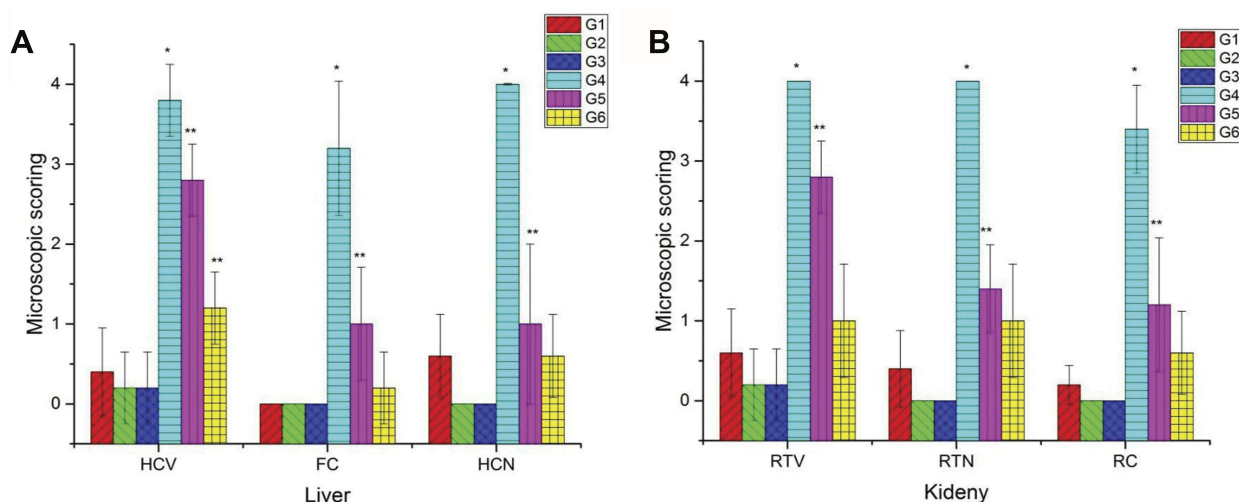 A
Microscopic scoring
4
3
2
1
0
*
**
**
*
**
*
**
G1
G2
G3
G4
G5
G6
HCV FC HCN
Liver
B
Microscopic scoring
4
3
2
1
0
*
**
*
**
*
**
G1
G2
G3
G4
G5
G6
RTV RTN RC
Kideny